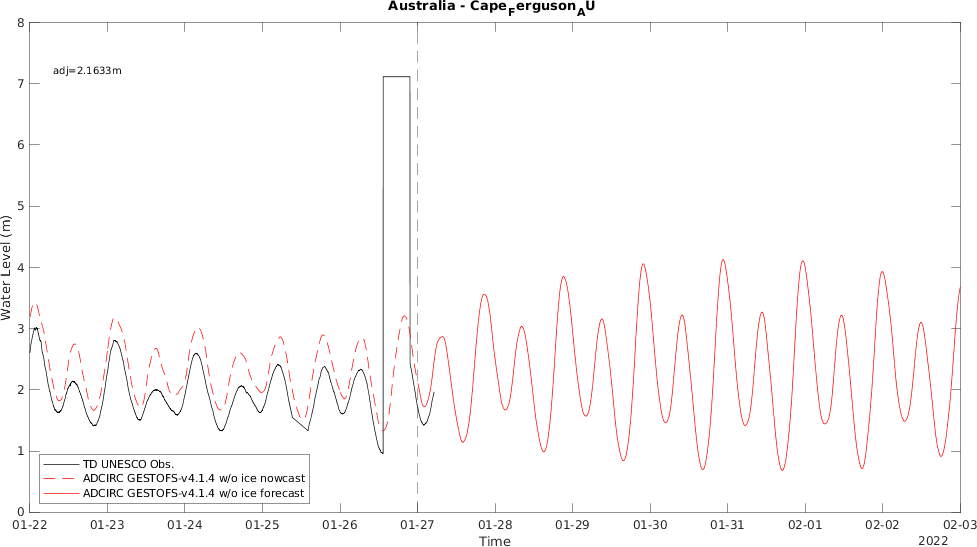 Australia - Cape_Ferguson_AU
8
adj=2.1633m
7
6
5
4
3
2
1
0
Water Level (m)
TD UNESCO Obs.
ADCIRC GESTOFS-v4.1.4 w/o ice nowcast
ADCIRC GESTOFS-v4.1.4 w/o ice forecast
01-22 01-23 01-24 01-25 01-26 01-27 01-28 01-29 01-30 01-31 02-01 02-02 02-03
Time
2022